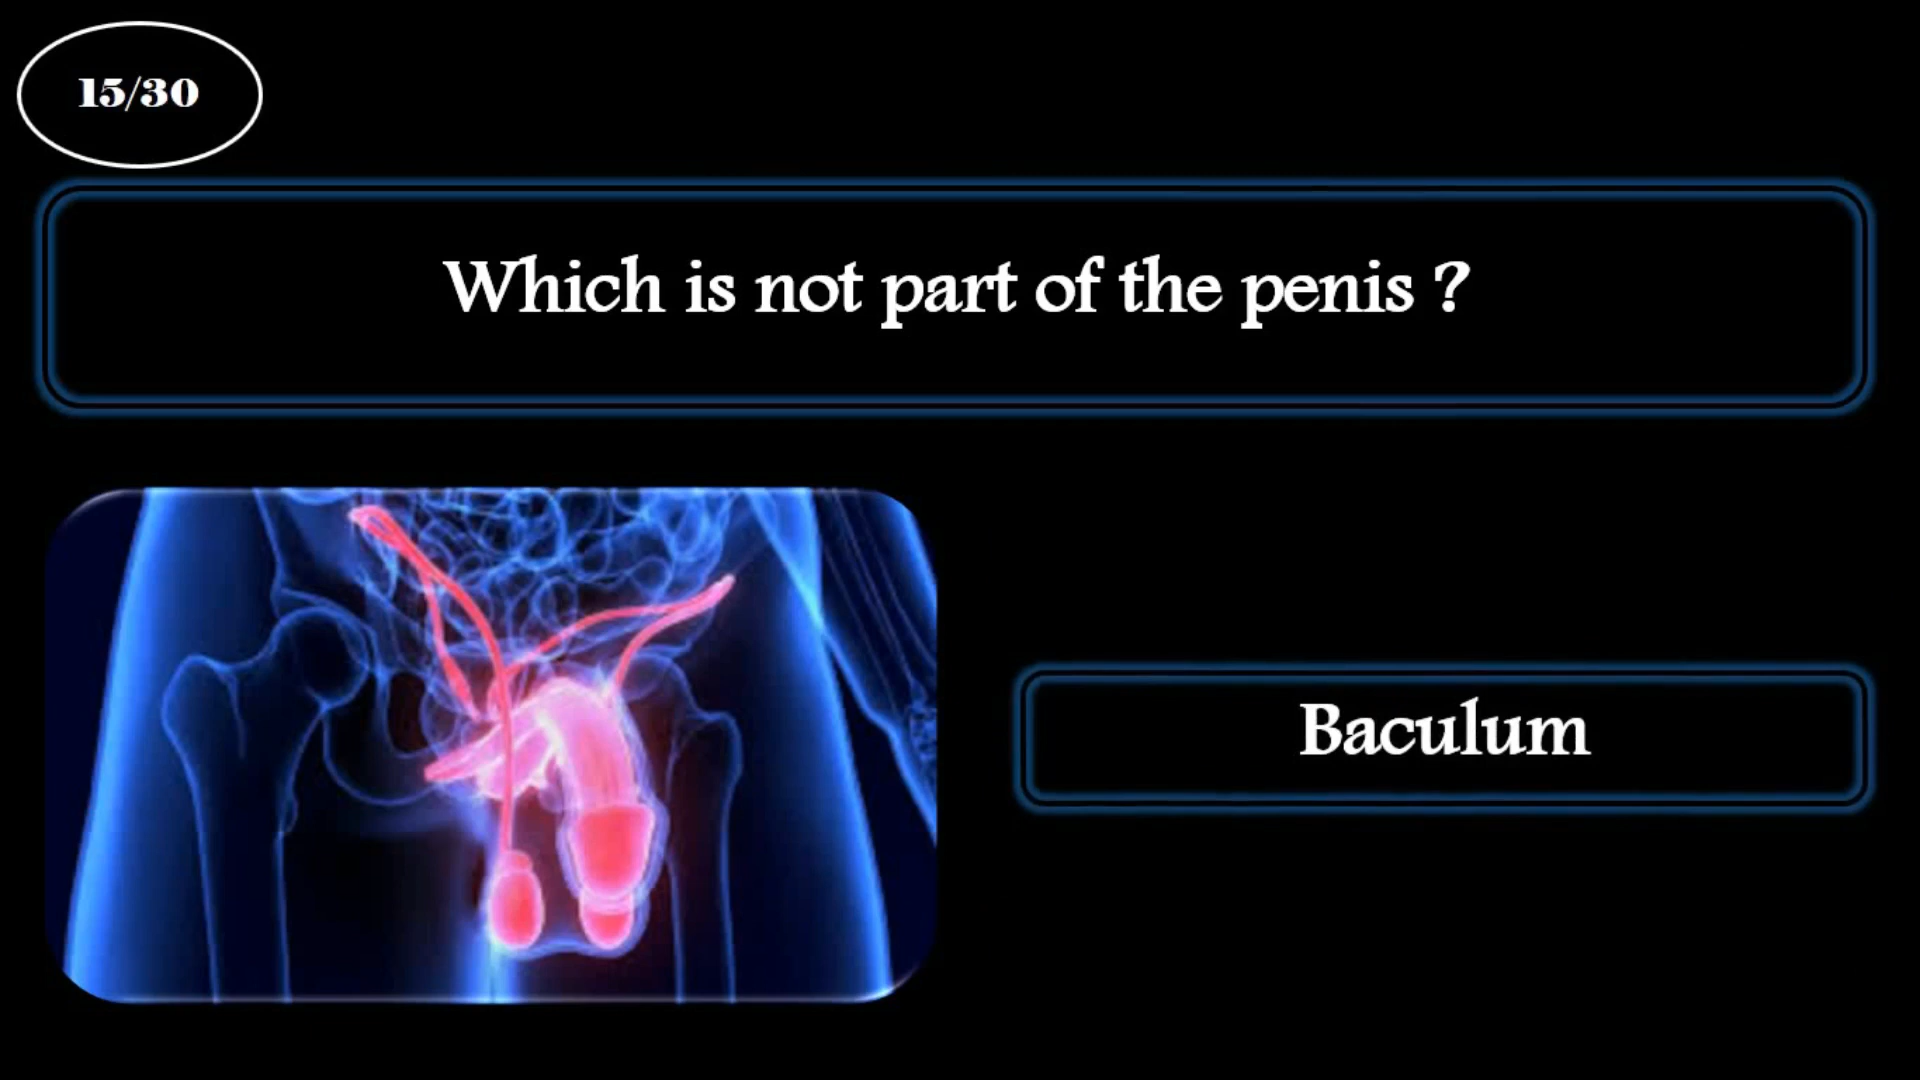 15/30
Which is not part of the penis ?
Baculum